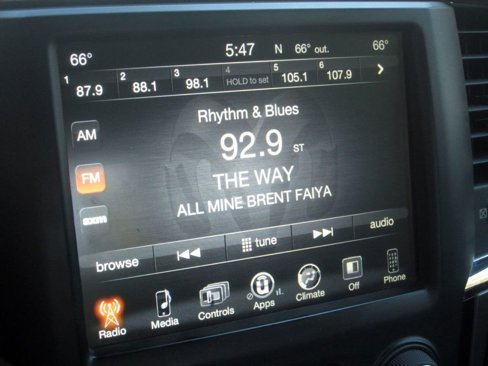 66° 5:47 N 66° out. 66°
1 2 3 4 5 6
87.9 88.1 98.1 HOLD to set 105.1 107.9
Rhythm & Blues
AM
92.9 ST
FM
THE WAY
ALL MINE BRENT FAIYA
sxm
browse tune audio
Radio Media Controls Apps Climate Off Phone